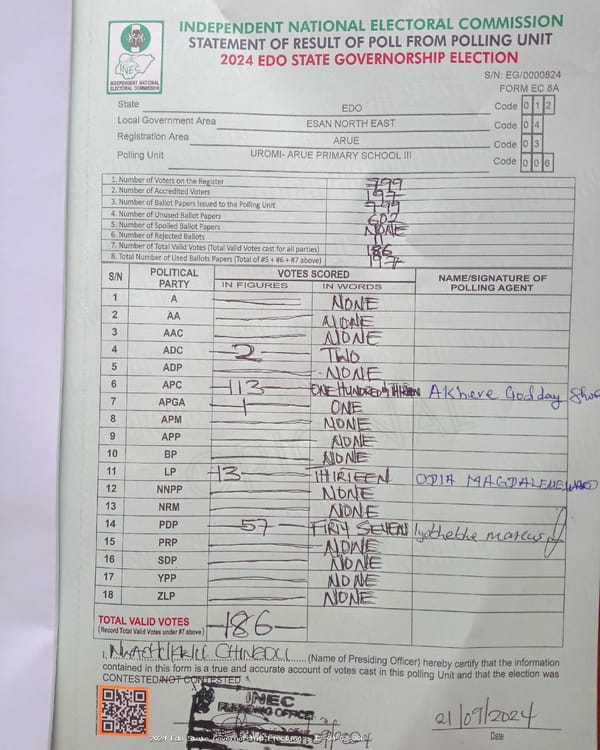 INDEPENDENT NATIONAL ELECTORAL COMMISSION
STATEMENT OF RESULT OF POLL FROM POLLING UNIT
2024 EDO STATE GOVERNORSHIP ELECTION
INEC
INDEPENDENT NATIONAL
ELECTORAL COMMISSION
S/N: EG/0000824
FORM EC 8A
State EDO Code 0 1 2
Local Government Area ESAN NORTH EAST Code 0 4
Registration Area ARUE Code 0 3
Polling Unit UROMI- ARUE PRIMARY SCHOOL III Code 0 0 6
1. Number of Voters on the Register 799
2. Number of Accredited Voters 197
3. Number of Ballot Papers Issued to the Polling Unit 799
4. Number of Unused Ballot Papers 602
5. Number of Spoiled Ballot Papers NONE
6. Number of Rejected Ballots 11
7. Number of Total Valid Votes (Total Valid Votes cast for all parties) 186
8. Total Number of Used Ballots Papers (Total of #5 + #6 + #7 above) 197
S/N POLITICAL PARTY VOTES SCORED NAME/SIGNATURE OF POLLING AGENT
IN FIGURES IN WORDS
1 A NONE
2 AA NONE
3 AAC NONE
4 ADC 2 TWO
5 ADP NONE
6 APC 113 ONE HUNDRED & Akhere Godday
7 APGA 1 ONE
8 APM NONE
9 APP NONE
10 BP NONE
11 LP 13 THIRTEEN ODIA MAGDALENE
12 NNPP NONE
13 NRM NONE
14 PDP 57 FIFTY SEVEN marcus
15 PRP NONE
16 SDP NONE
17 YPP NONE
18 ZLP NONE
TOTAL VALID VOTES 186
(Record Total Valid Votes under #7 above)
I, CHINEDU (Name of Presiding Officer) hereby certify that the information
contained in this form is a true and accurate account of votes cast in this polling Unit and that the election was
CONTESTED/NOT CONTESTED
INEC
PRESIDING OFFICER
21/09/2024
Date
2024 Edo State Governorship Election